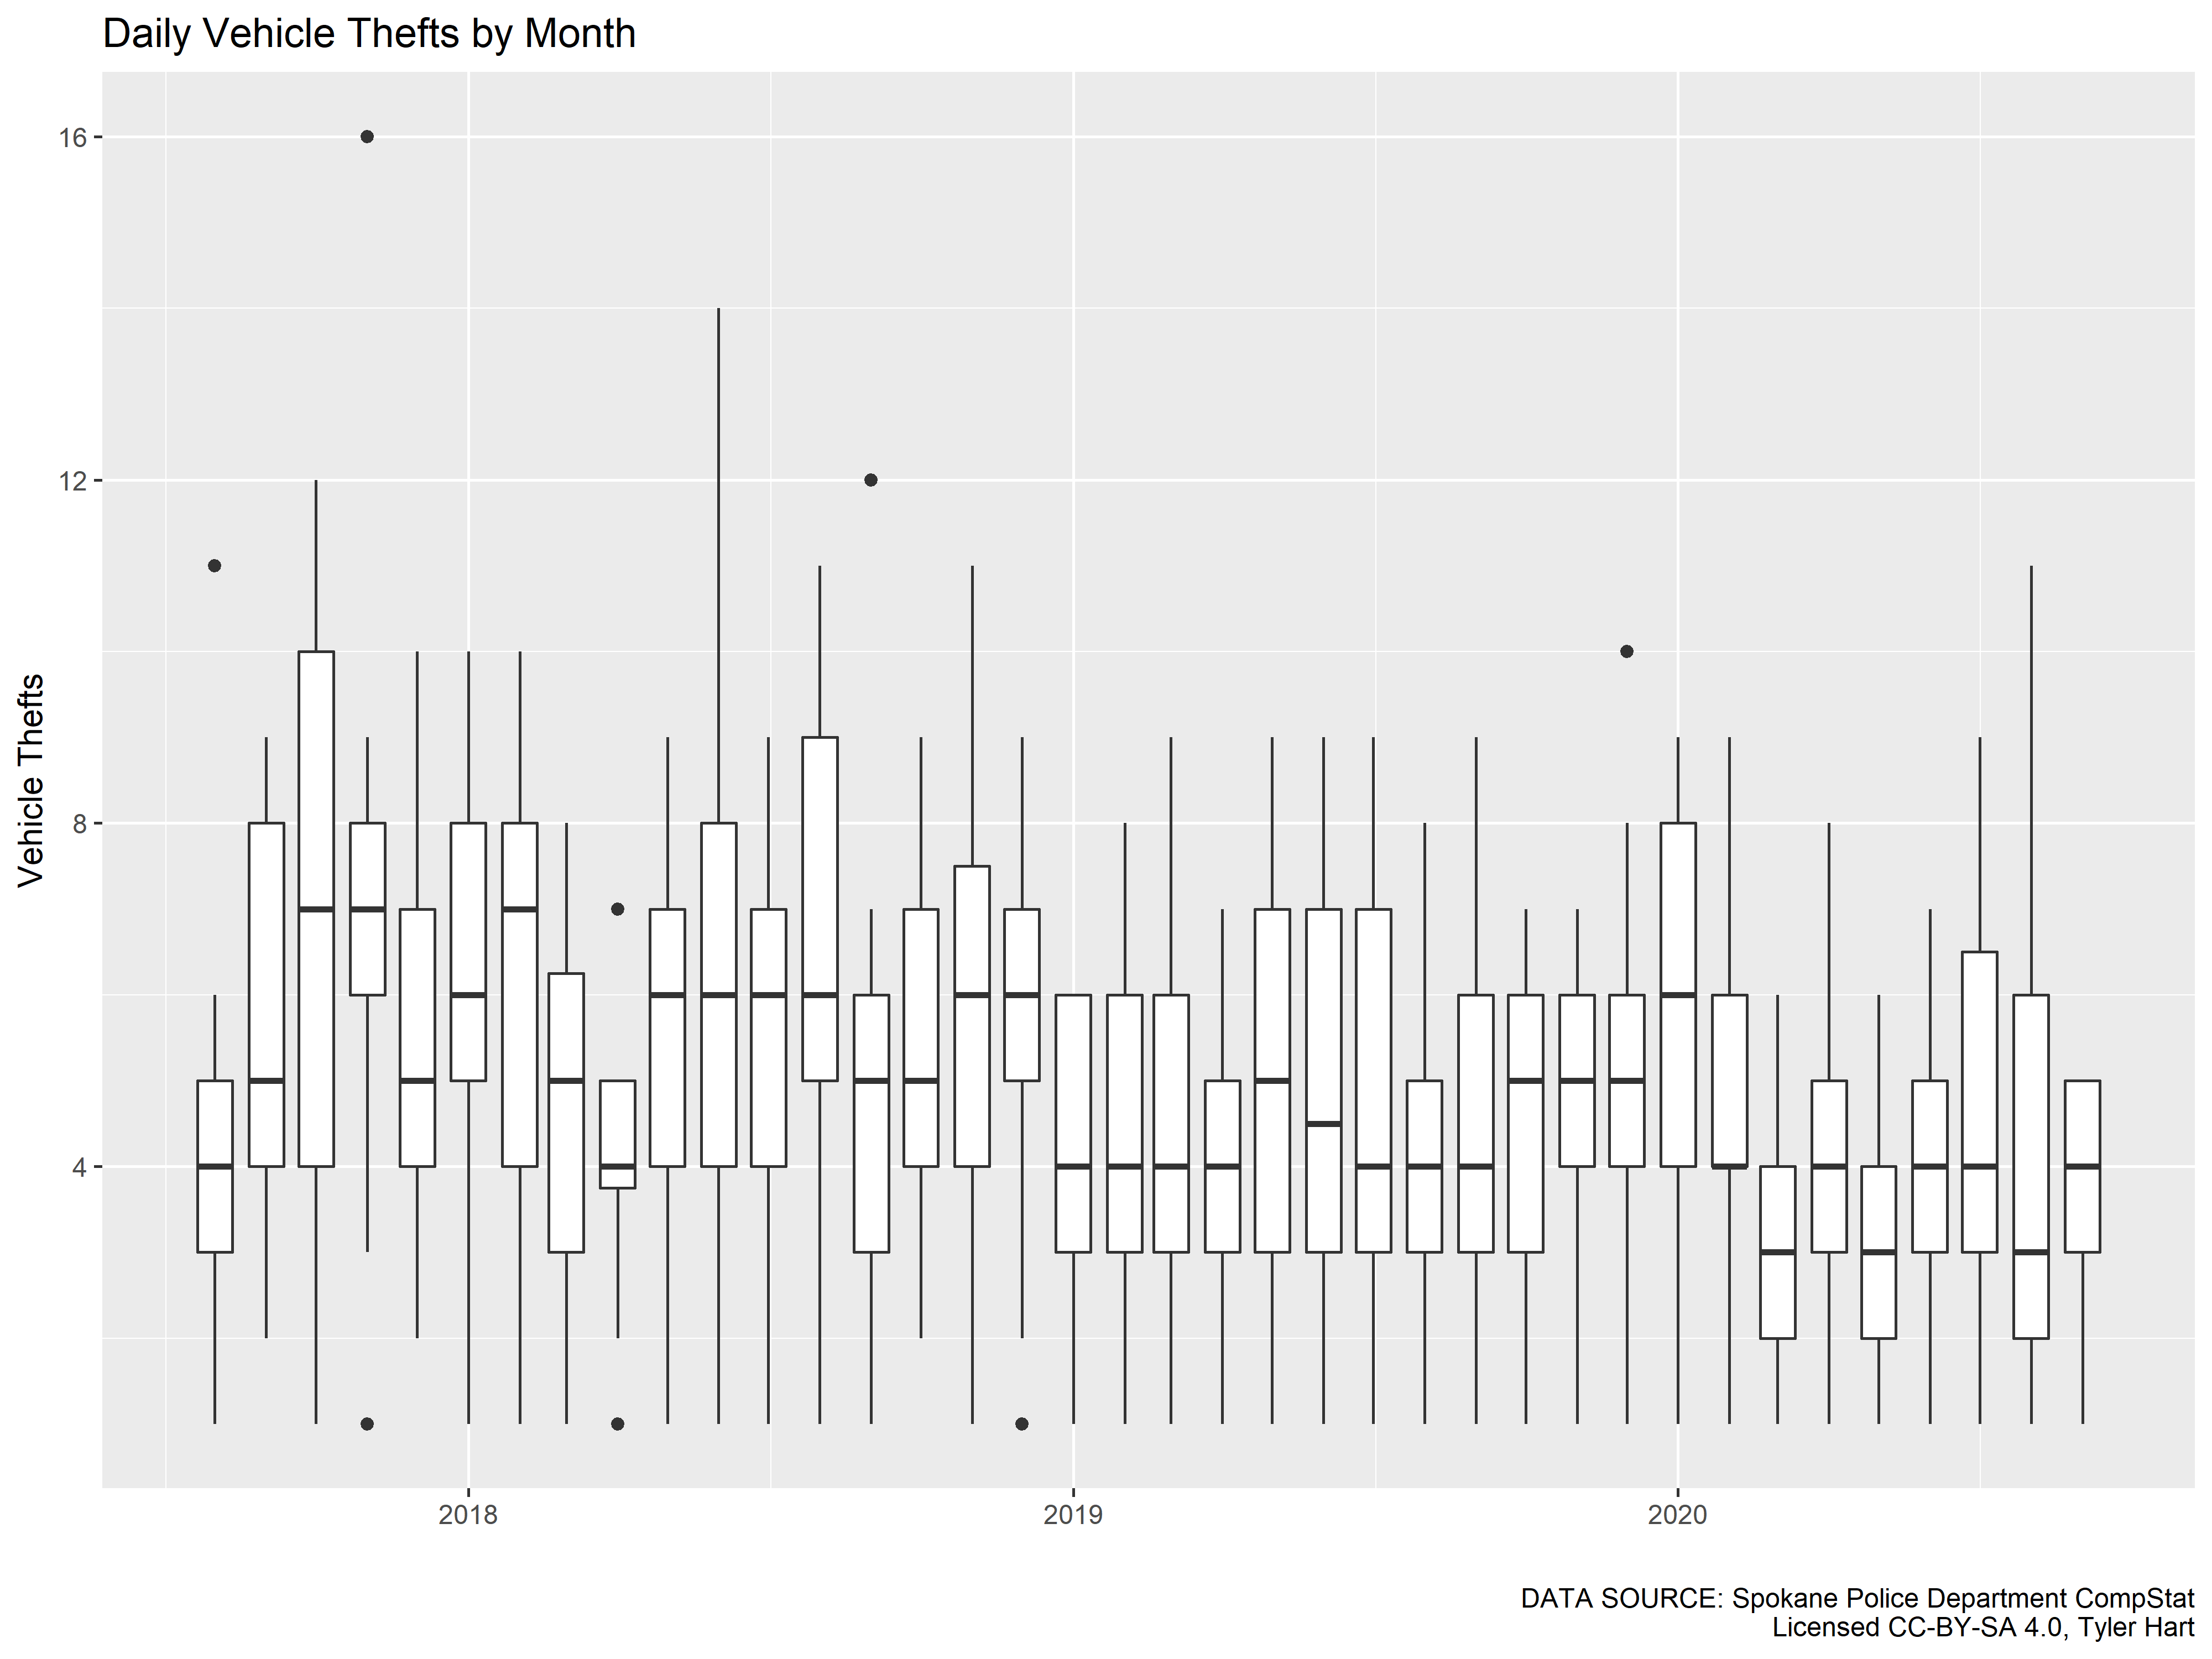 Daily Vehicle Thefts by Month
Vehicle Thefts
16
12
8
4
2018
2019
2020
DATA SOURCE: Spokane Police Department CompStat
Licensed CC-BY-SA 4.0, Tyler Hart